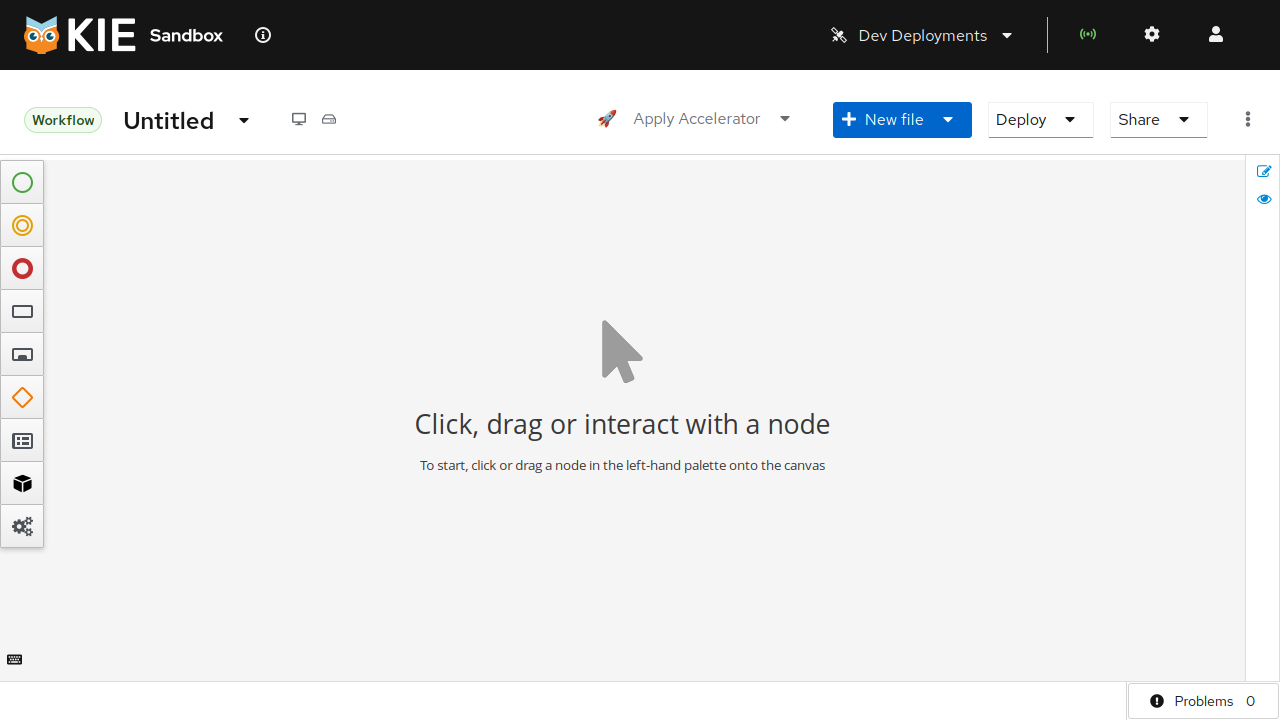 KIE Sandbox
Dev Deployments
Workflow
Untitled
Apply Accelerator
New file
Deploy
Share
Click, drag or interact with a node
To start, click or drag a node in the left-hand palette onto the canvas
Problems 0